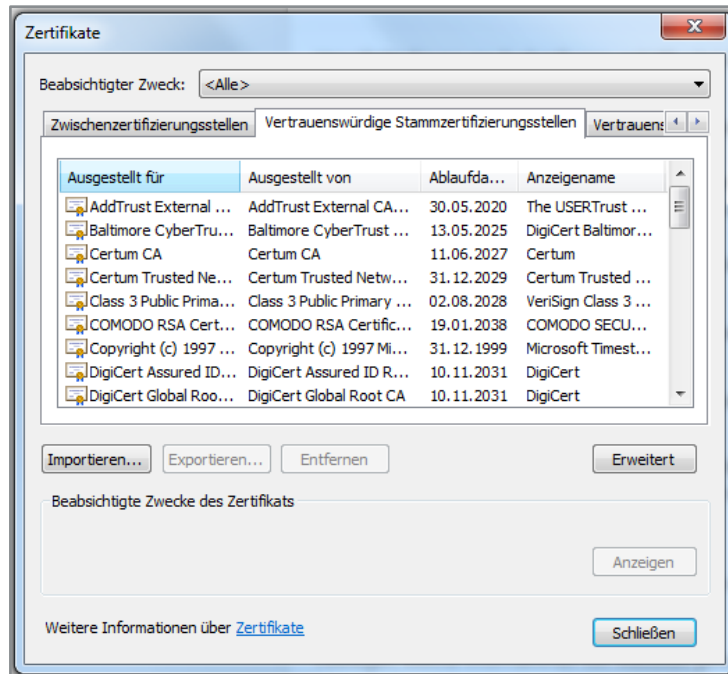 Zertifikate
Beabsichtigter Zweck: <Alle>
Zwischenzertifizierungsstellen Vertrauenswürdige Stammzertifizierungsstellen Vertrauens
Ausgestellt für Ausgestellt von Ablaufda... Anzeigename
AddTrust External ... AddTrust External CA... 30.05.2020 The USERTrust ...
Baltimore CyberTru... Baltimore CyberTrust ... 13.05.2025 DigiCert Baltimor...
Certum CA Certum CA 11.06.2027 Certum
Certum Trusted Ne... Certum Trusted Netw... 31.12.2029 Certum Trusted ...
Class 3 Public Prima... Class 3 Public Primary ... 02.08.2028 VeriSign Class 3 ...
COMODO RSA Cert... COMODO RSA Certific... 19.01.2038 COMODO SECU...
Copyright (c) 1997 ... Copyright (c) 1997 Mi... 31.12.1999 Microsoft Timest...
DigiCert Assured ID... DigiCert Assured ID R... 10.11.2031 DigiCert
DigiCert Global Roo... DigiCert Global Root CA 10.11.2031 DigiCert
Importieren... Exportieren... Entfernen Erweitert
Beabsichtigte Zwecke des Zertifikats
Anzeigen
Weitere Informationen über Zertifikate
Schließen